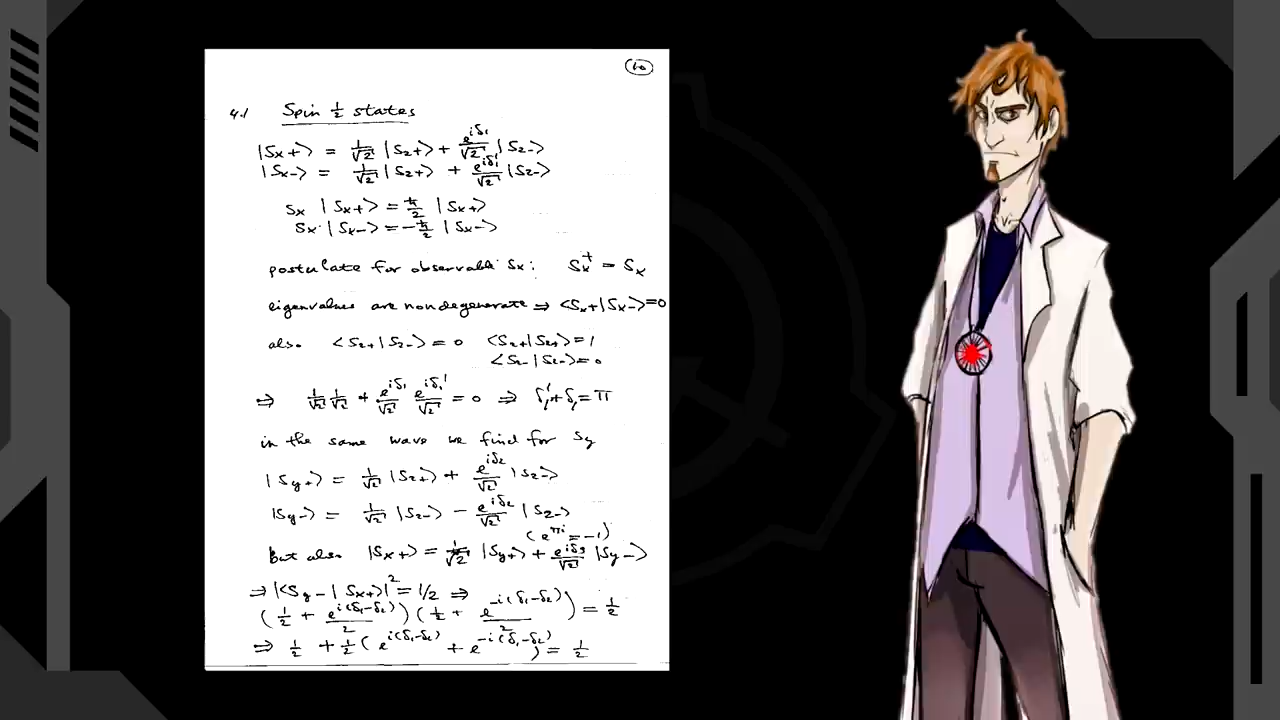 10
4.1 Spin 1/2 states
|Sx+> = 1/√2 |Sz+> + e^{iδ₁}/√2 |Sz->
|Sx-> = 1/√2 |Sz+> + e^{iδ₁'}/√2 |Sz->
Sx |Sx+> = ħ/2 |Sx+>
Sx |Sx-> = -ħ/2 |Sx->
postulate for observable Sx: Sx† = Sx
eigenvalues are nondegenerate ⇒ <Sx+|Sx->=0
also <Sz+|Sz-> = 0 <Sz+|Sz+>=1
<Sz-|Sz->=0
⇒ 1/√2 1/√2 + e^{iδ₁}/√2 e^{iδ₁'}/√2 = 0 ⇒ δ₁'+δ₁=π
in the same wave we find for Sy
|Sy+> = 1/√2 |Sz+> + e^{iδ₂}/√2 |Sz->
|Sy-> = 1/√2 |Sz-> - e^{iδ₂}/√2 |Sz->
(e^{πi}=-1)
But also |Sx+> = 1/√2 |Sy+> + e^{iδ₃}/√2 |Sy->
⇒ |<Sy-|Sx+>|² = 1/2 ⇒
(1/2 + e^{i(δ₁-δ₂)}/2)(1/2 + e^{-i(δ₁-δ₂)}/2) = 1/2
⇒ 1/2 + 1/2(e^{i(δ₁-δ₂)} + e^{-i(δ₁-δ₂)}) = 1/2